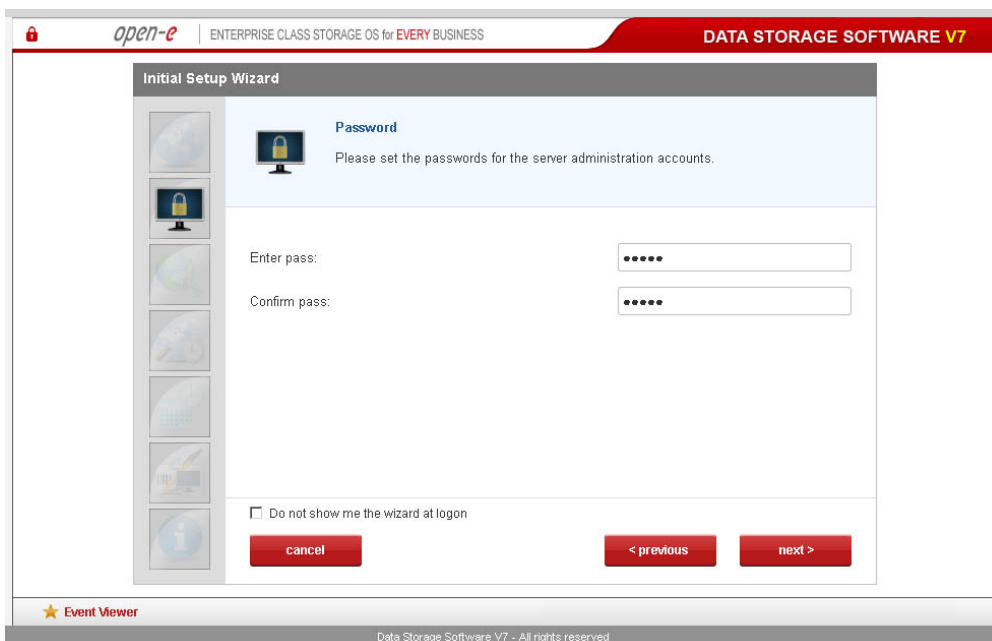 open-e ENTERPRISE CLASS STORAGE OS for EVERY BUSINESS DATA STORAGE SOFTWARE V7
Initial Setup Wizard
Password
Please set the passwords for the server administration accounts.
Enter pass: •••••
Confirm pass: •••••
Do not show me the wizard at logon
cancel < previous next >
Event Viewer
Data Storage Software V7 - All rights reserved